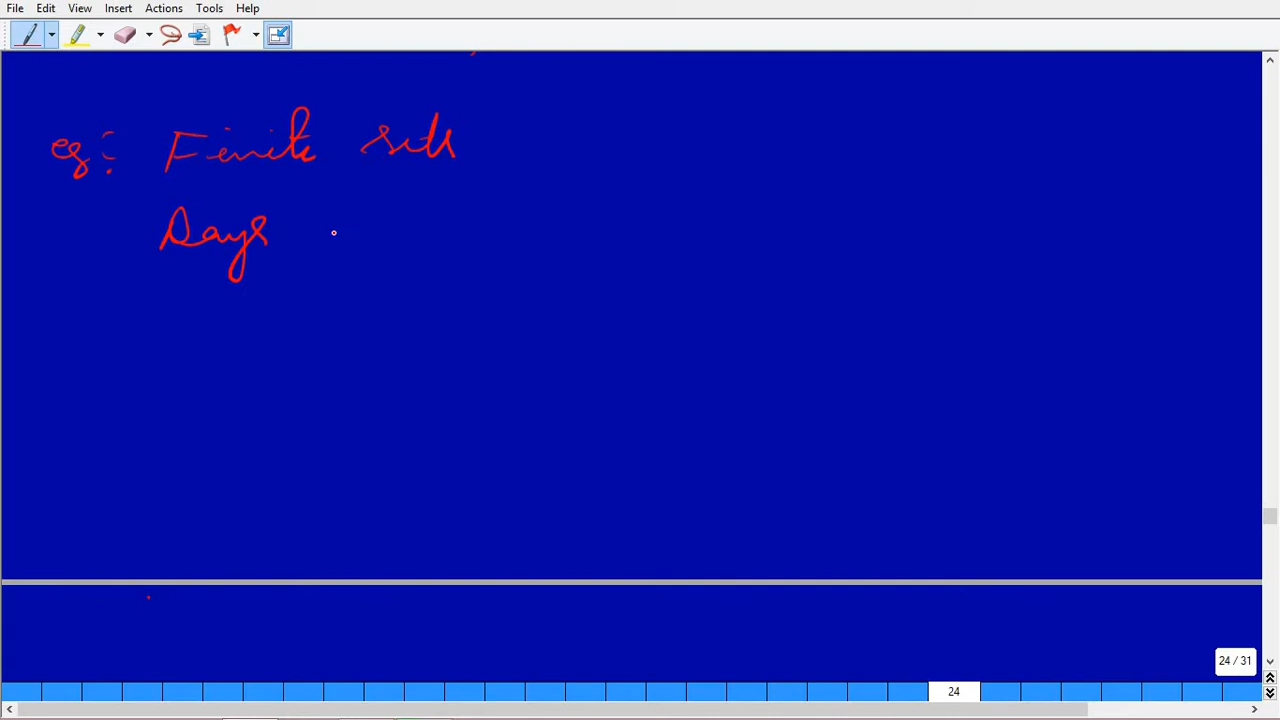 File Edit View Insert Actions Tools Help
eg: Finite sets
Days
24 / 31
24